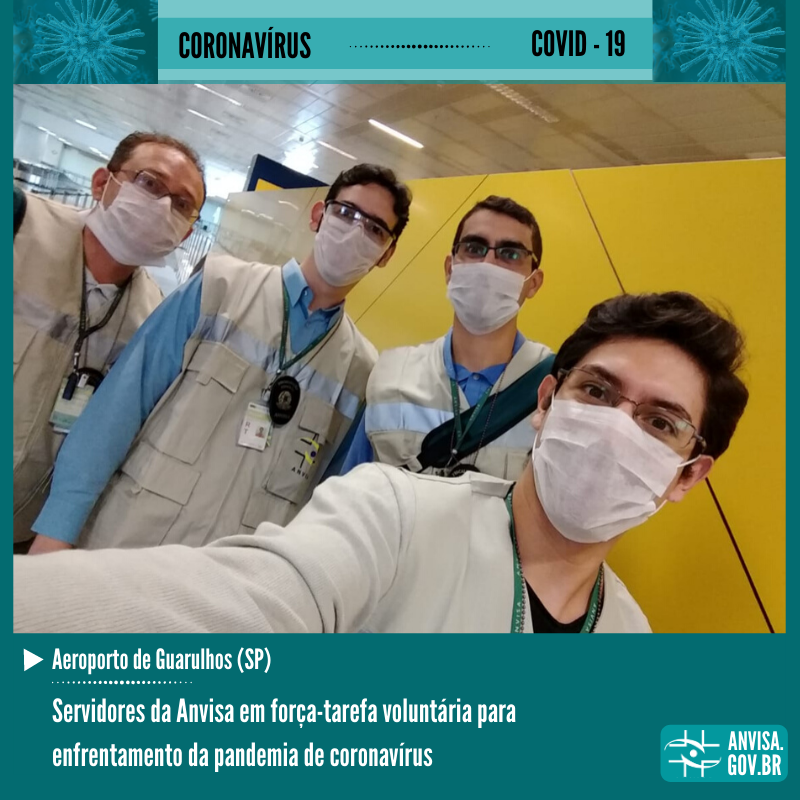 CORONAVÍRUS COVID - 19
Aeroporto de Guarulhos (SP)
Servidores da Anvisa em força-tarefa voluntária para
enfrentamento da pandemia de coronavírus
ANVISA.
GOV.BR